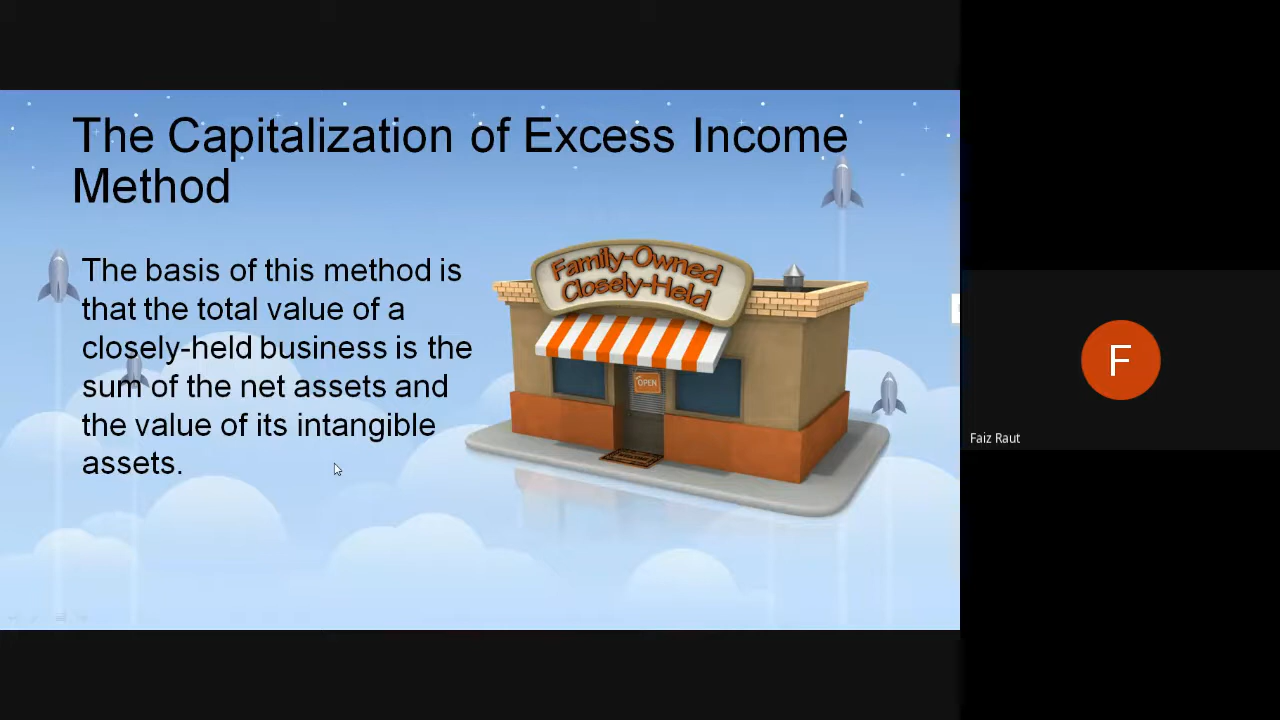 The Capitalization of Excess Income
Method
The basis of this method is
that the total value of a
closely-held business is the
sum of the net assets and
the value of its intangible
assets.
Family-Owned
Closely-Held
OPEN
F
Faiz Raut